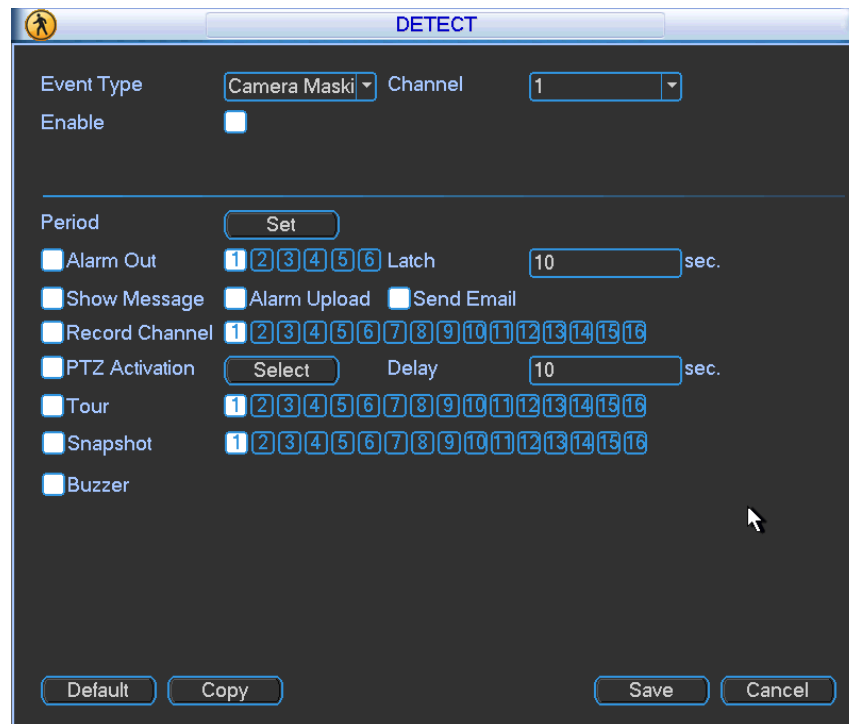 DETECT
Event Type Camera Maski Channel 1
Enable
Period Set
Alarm Out 1 2 3 4 5 6 Latch 10 sec.
Show Message Alarm Upload Send Email
Record Channel 1 2 3 4 5 6 7 8 9 10 11 12 13 14 15 16
PTZ Activation Select Delay 10 sec.
Tour 1 2 3 4 5 6 7 8 9 10 11 12 13 14 15 16
Snapshot 1 2 3 4 5 6 7 8 9 10 11 12 13 14 15 16
Buzzer
Default Copy Save Cancel